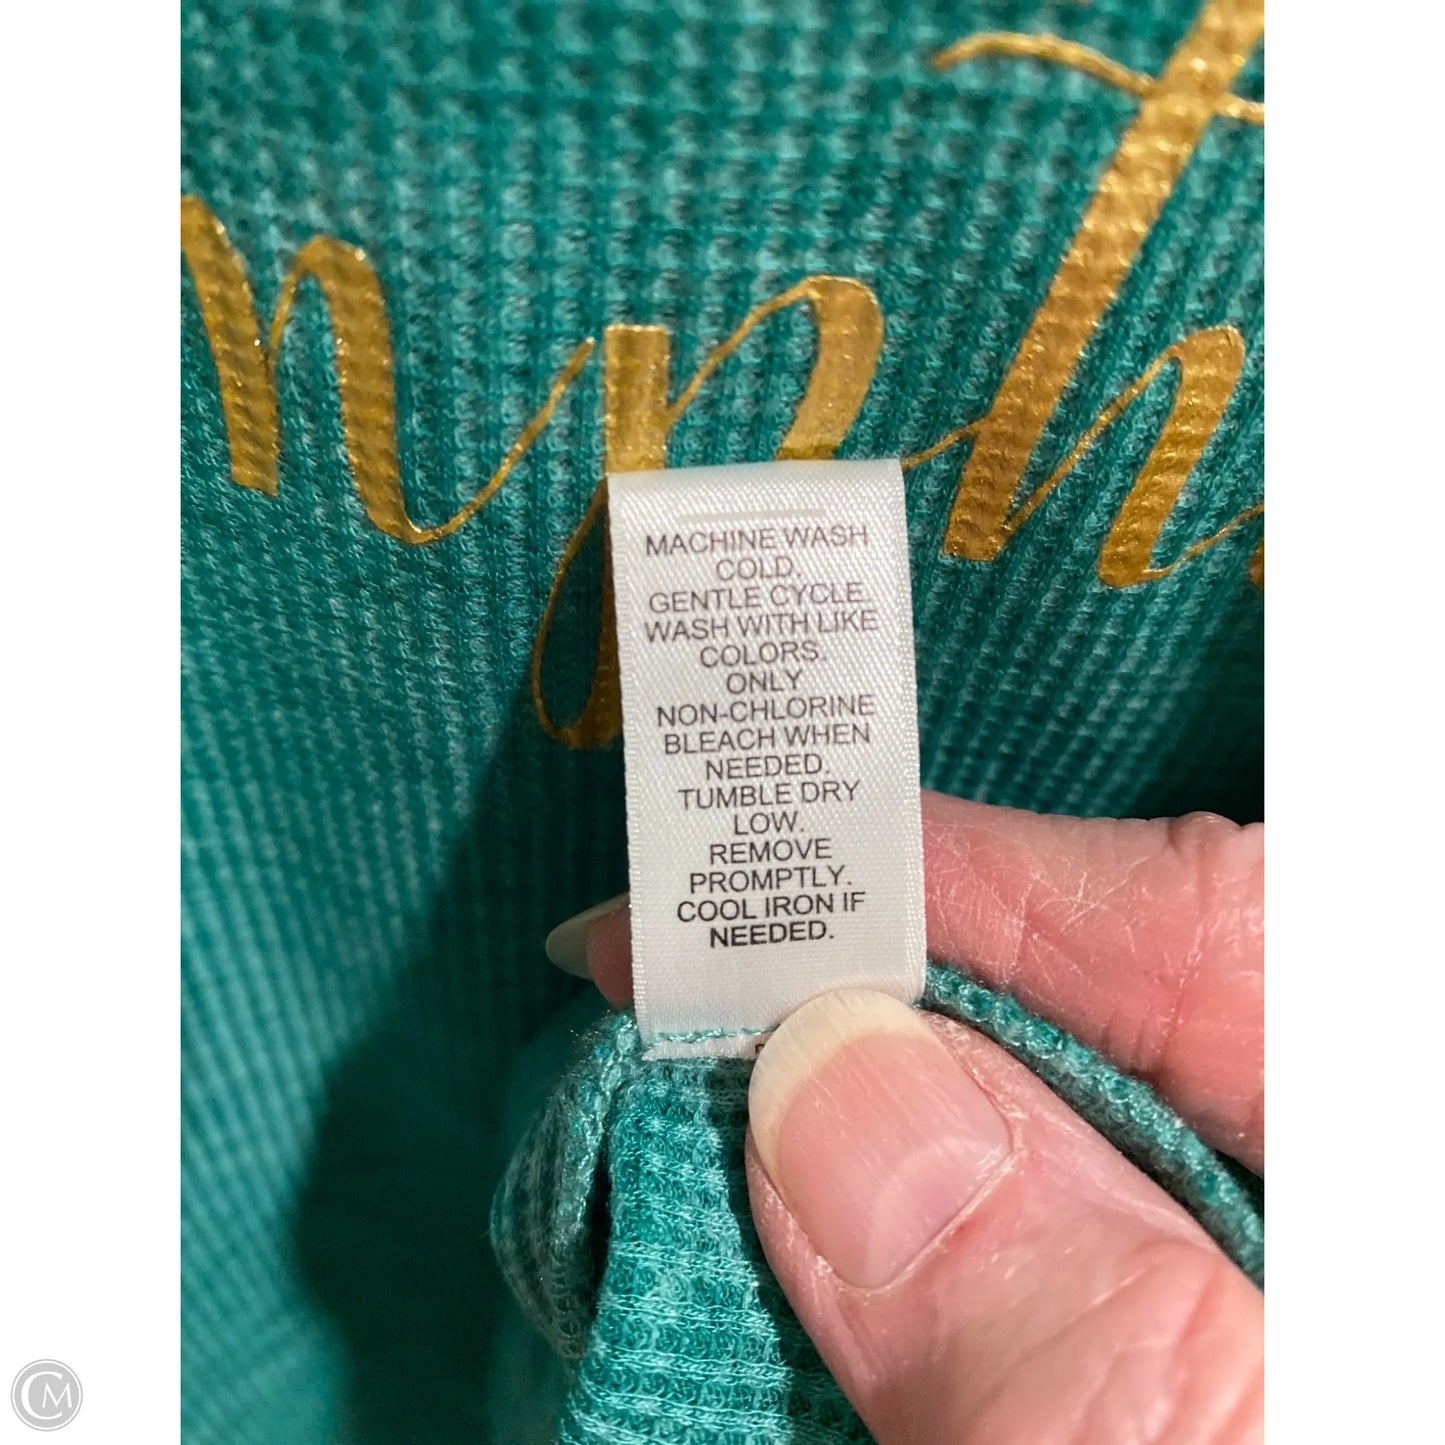 MACHINE WASH
COLD.
GENTLE CYCLE.
WASH WITH LIKE
COLORS.
ONLY
NON-CHLORINE
BLEACH WHEN
NEEDED.
TUMBLE DRY
LOW.
REMOVE
PROMPTLY.
COOL IRON IF
NEEDED.
CM